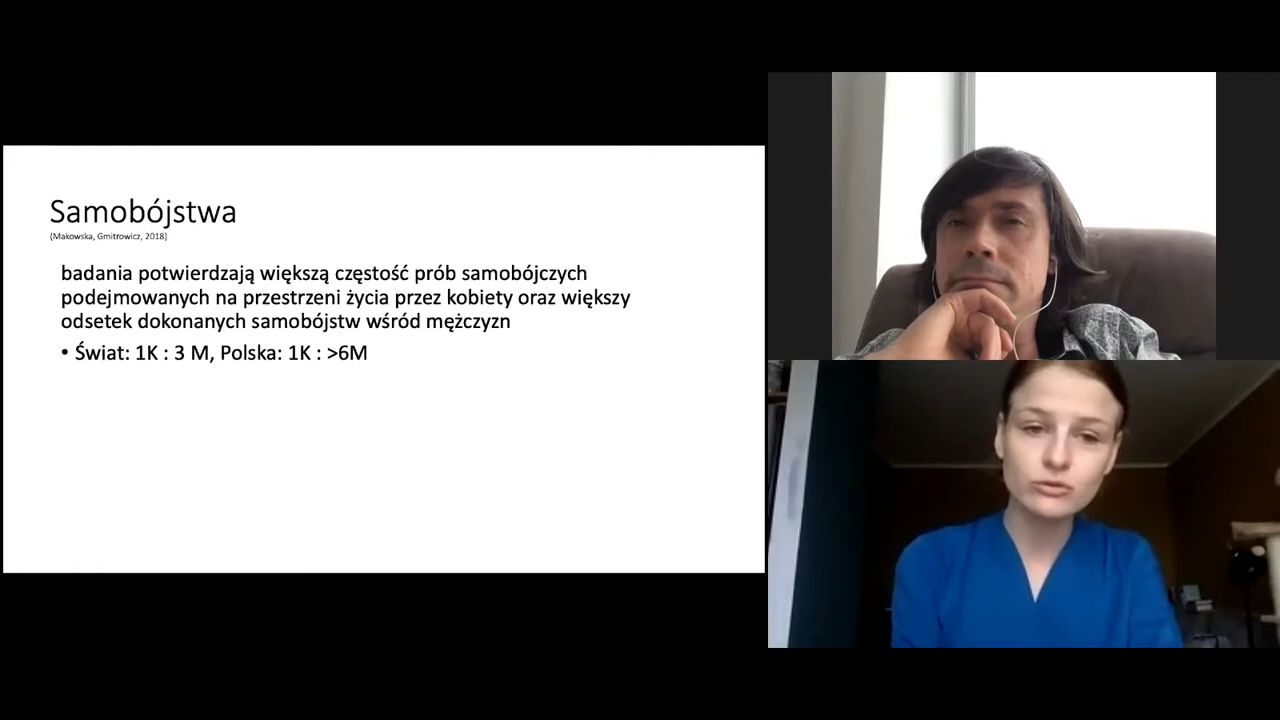 Samobójstwa
(Makowska, Gmitrowicz, 2018)
badania potwierdzają większą częstość prób samobójczych
podejmowanych na przestrzeni życia przez kobiety oraz większy
odsetek dokonanych samobójstw wśród mężczyzn
• Świat: 1K : 3 M, Polska: 1K : >6M